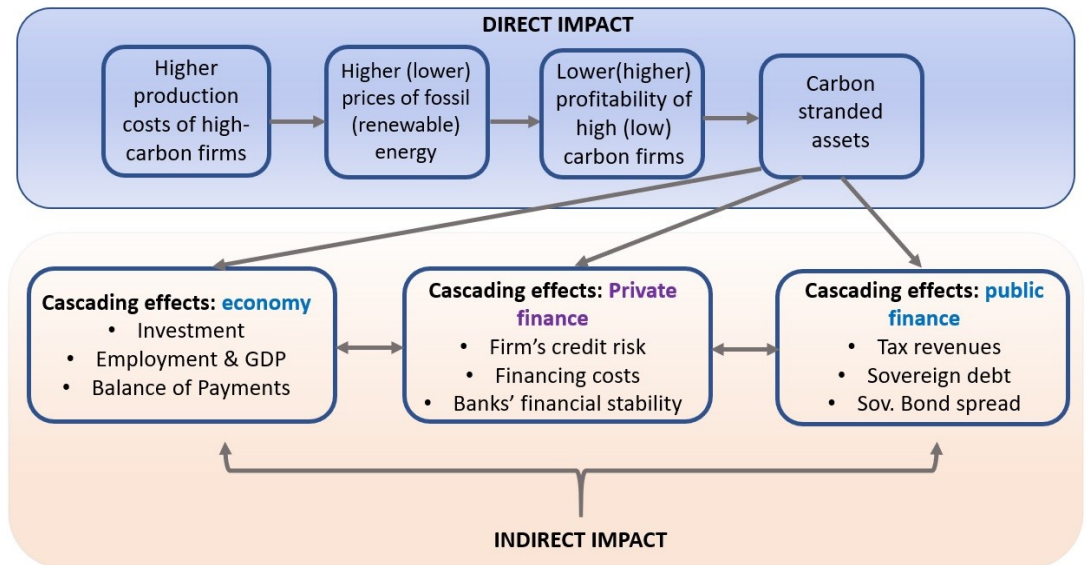 DIRECT IMPACT
Higher
production
costs of high-
carbon firms
Higher (lower)
prices of fossil
(renewable)
energy
Lower(higher)
profitability of
high (low)
carbon firms
Carbon
stranded
assets
Cascading effects: economy
• Investment
• Employment & GDP
• Balance of Payments
Cascading effects: Private
finance
• Firm's credit risk
• Financing costs
• Banks' financial stability
Cascading effects: public
finance
• Tax revenues
• Sovereign debt
• Sov. Bond spread
INDIRECT IMPACT